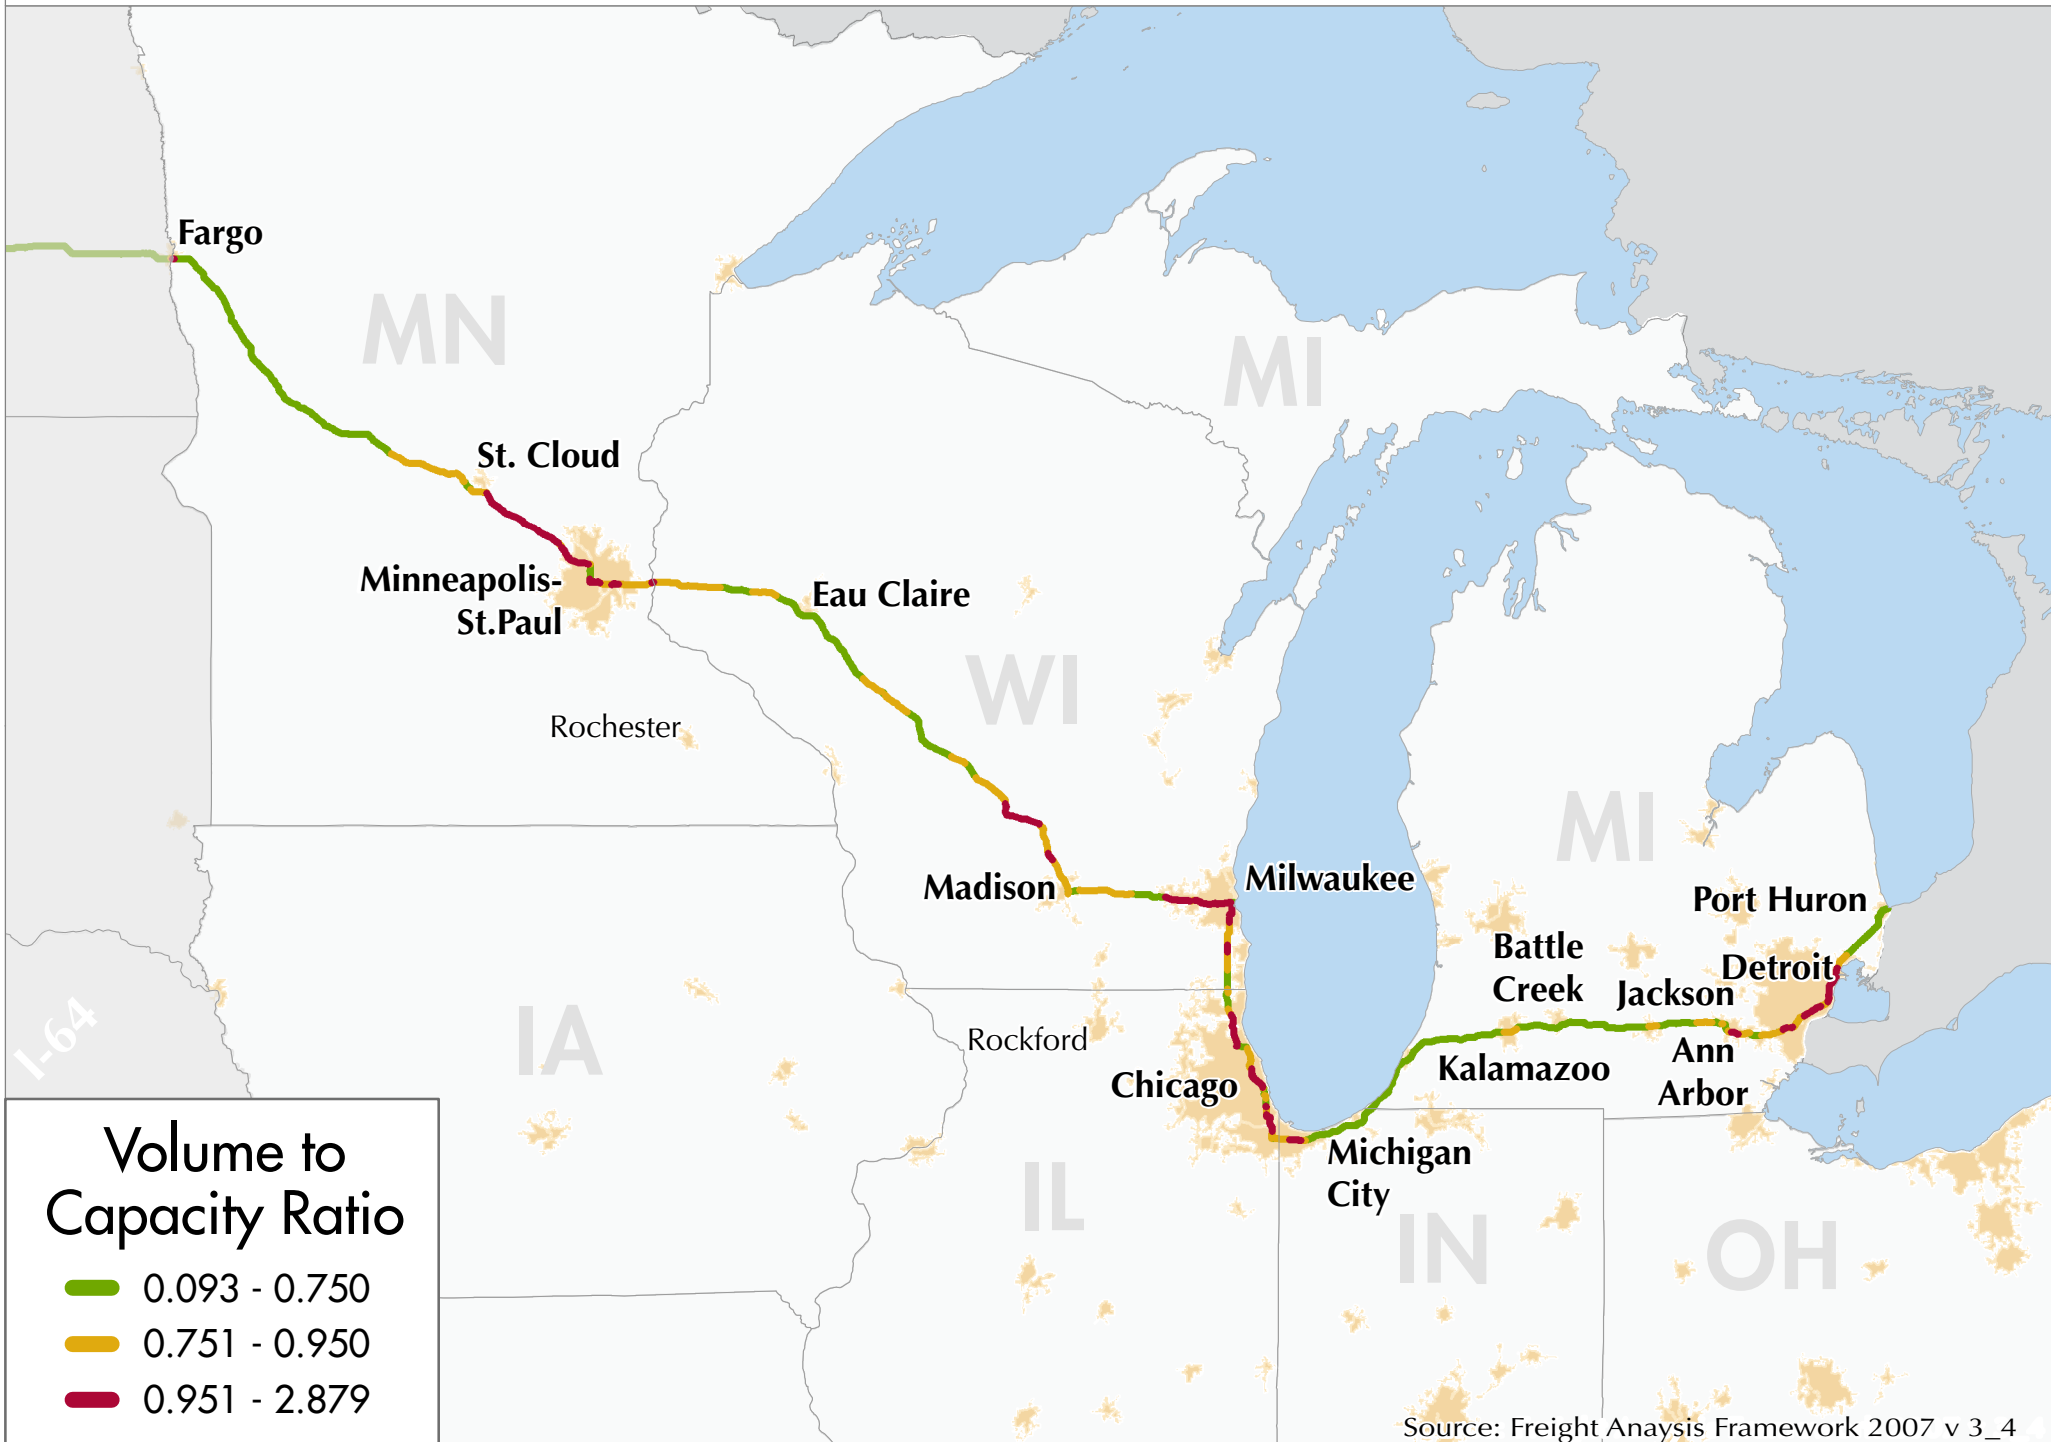 Fargo
MN
MI
St. Cloud
Minneapolis-
St.Paul
Eau Claire
WI
Rochester
MI
Madison
Milwaukee
Port Huron
Battle
Creek
Detroit
Jackson
I-64
IA
Rockford
Ann
Arbor
Kalamazoo
Chicago
Michigan
City
IL
IN
OH
Volume to
Capacity Ratio
0.093 - 0.750
0.751 - 0.950
0.951 - 2.879
Source: Freight Anaysis Framework 2007 v 3_4